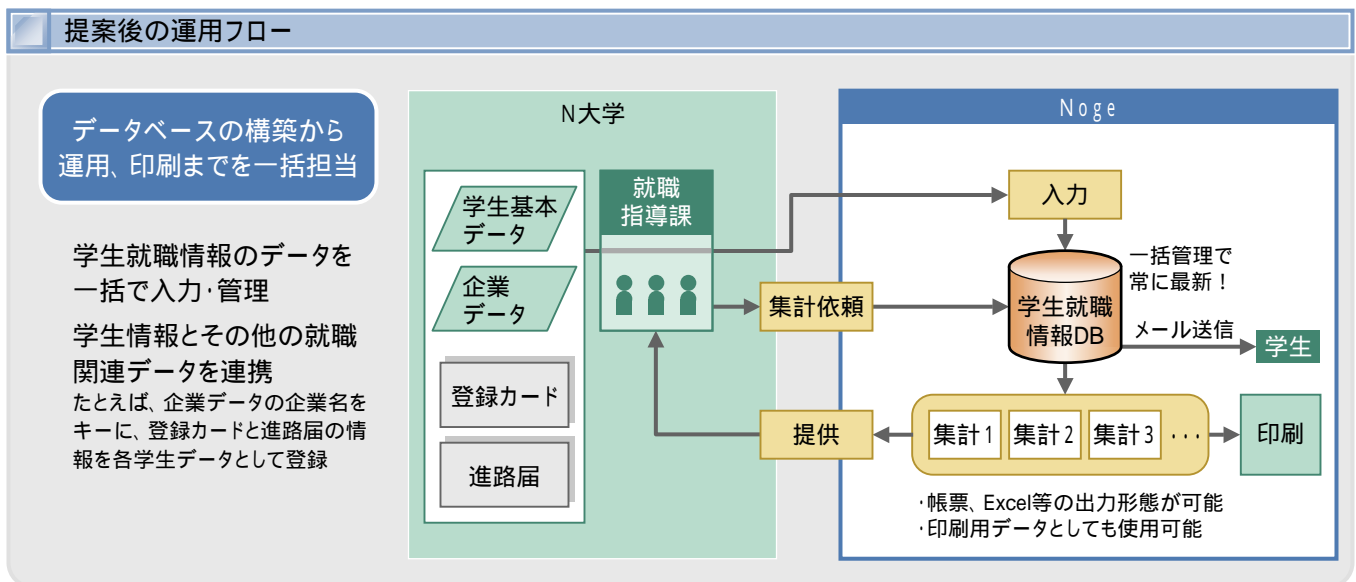 提案後の運用フロー
データベースの構築から
運用、印刷までを一括担当
学生就職情報のデータを
一括で入力・管理
学生情報とその他の就職
関連データを連携
たとえば、企業データの企業名を
キーに、登録カードと進路届の情
報を各学生データとして登録
N大学
学生基本
データ
企業
データ
登録カード
進路届
就職
指導課
集計依頼
提供
Noge
入力
一括管理で
常に最新！
学生就職
情報DB
メール送信
学生
集計1
集計2
集計3
・・・
印刷
・帳票、Excel等の出力形態が可能
・印刷用データとしても使用可能